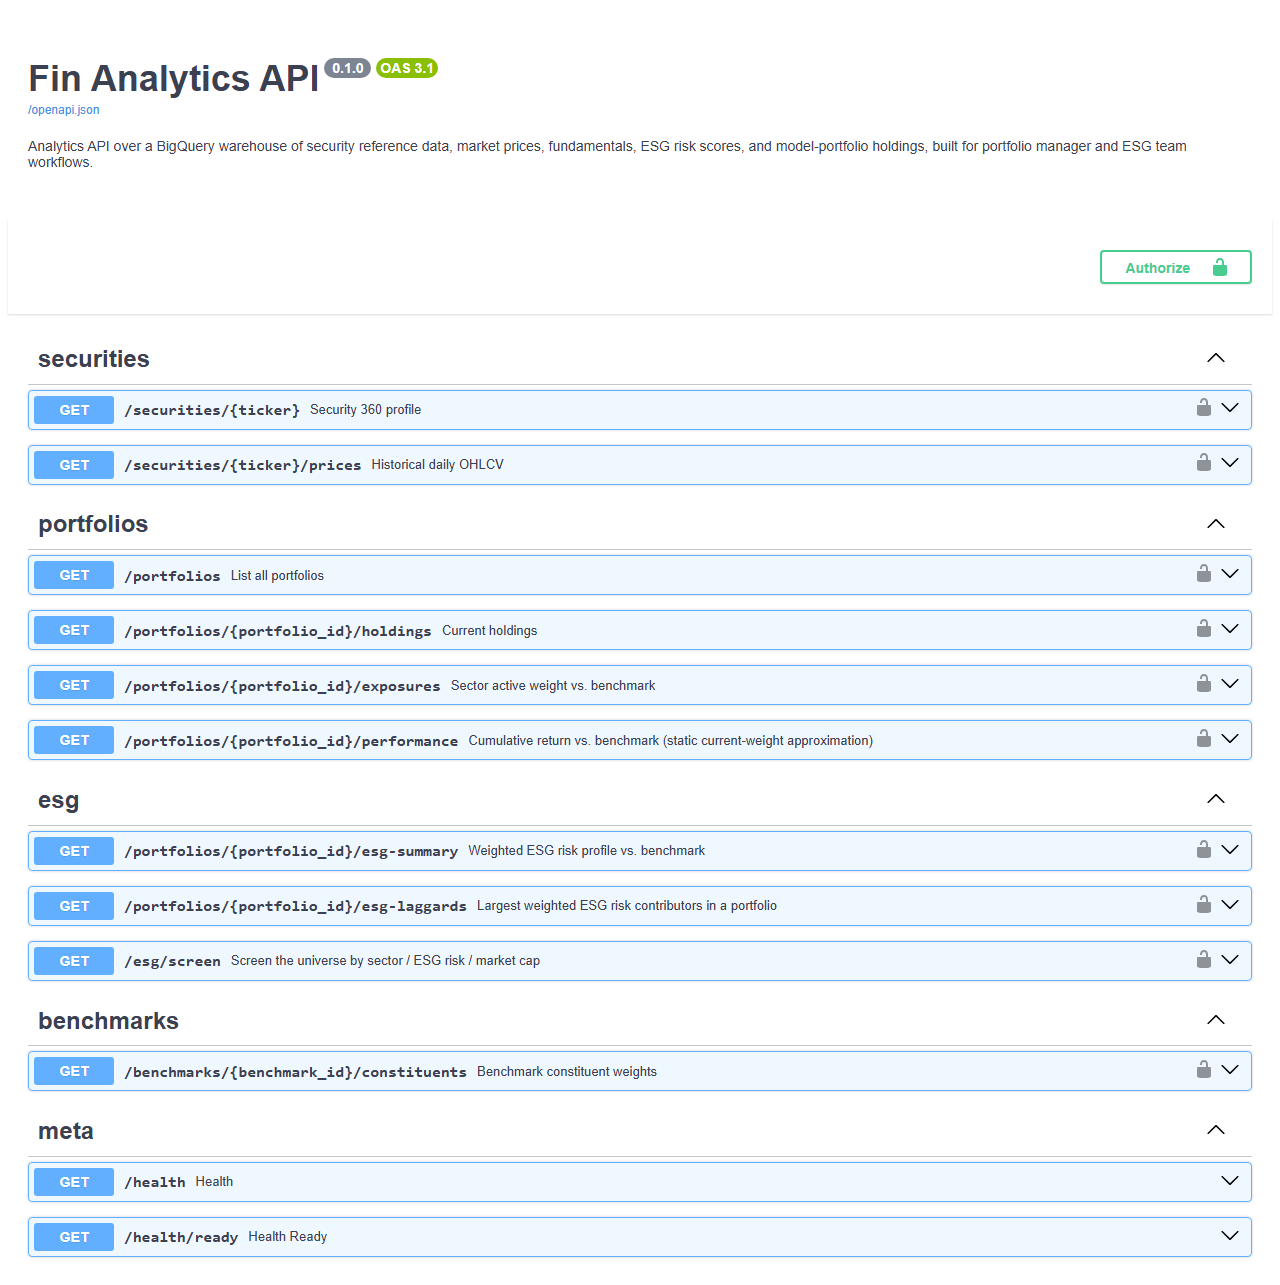 Fin Analytics API 0.1.0 OAS 3.1
/openapi.json
Analytics API over a BigQuery warehouse of security reference data, market prices, fundamentals, ESG risk scores, and model-portfolio holdings, built for portfolio manager and ESG team
workflows.
Authorize
securities
GET /securities/{ticker} Security 360 profile
GET /securities/{ticker}/prices Historical daily OHLCV
portfolios
GET /portfolios List all portfolios
GET /portfolios/{portfolio_id}/holdings Current holdings
GET /portfolios/{portfolio_id}/exposures Sector active weight vs. benchmark
GET /portfolios/{portfolio_id}/performance Cumulative return vs. benchmark (static current-weight approximation)
esg
GET /portfolios/{portfolio_id}/esg-summary Weighted ESG risk profile vs. benchmark
GET /portfolios/{portfolio_id}/esg-laggards Largest weighted ESG risk contributors in a portfolio
GET /esg/screen Screen the universe by sector / ESG risk / market cap
benchmarks
GET /benchmarks/{benchmark_id}/constituents Benchmark constituent weights
meta
GET /health Health
GET /health/ready Health Ready